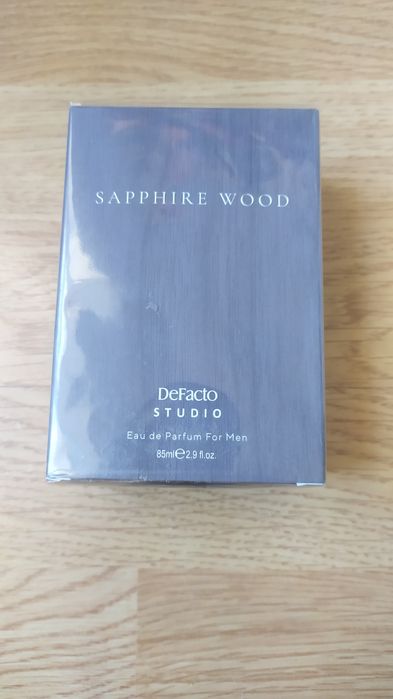 SAPPHIRE WOOD
DeFacto
STUDIO
Eau de Parfum For Men
85ml℮2.9 fl.oz.